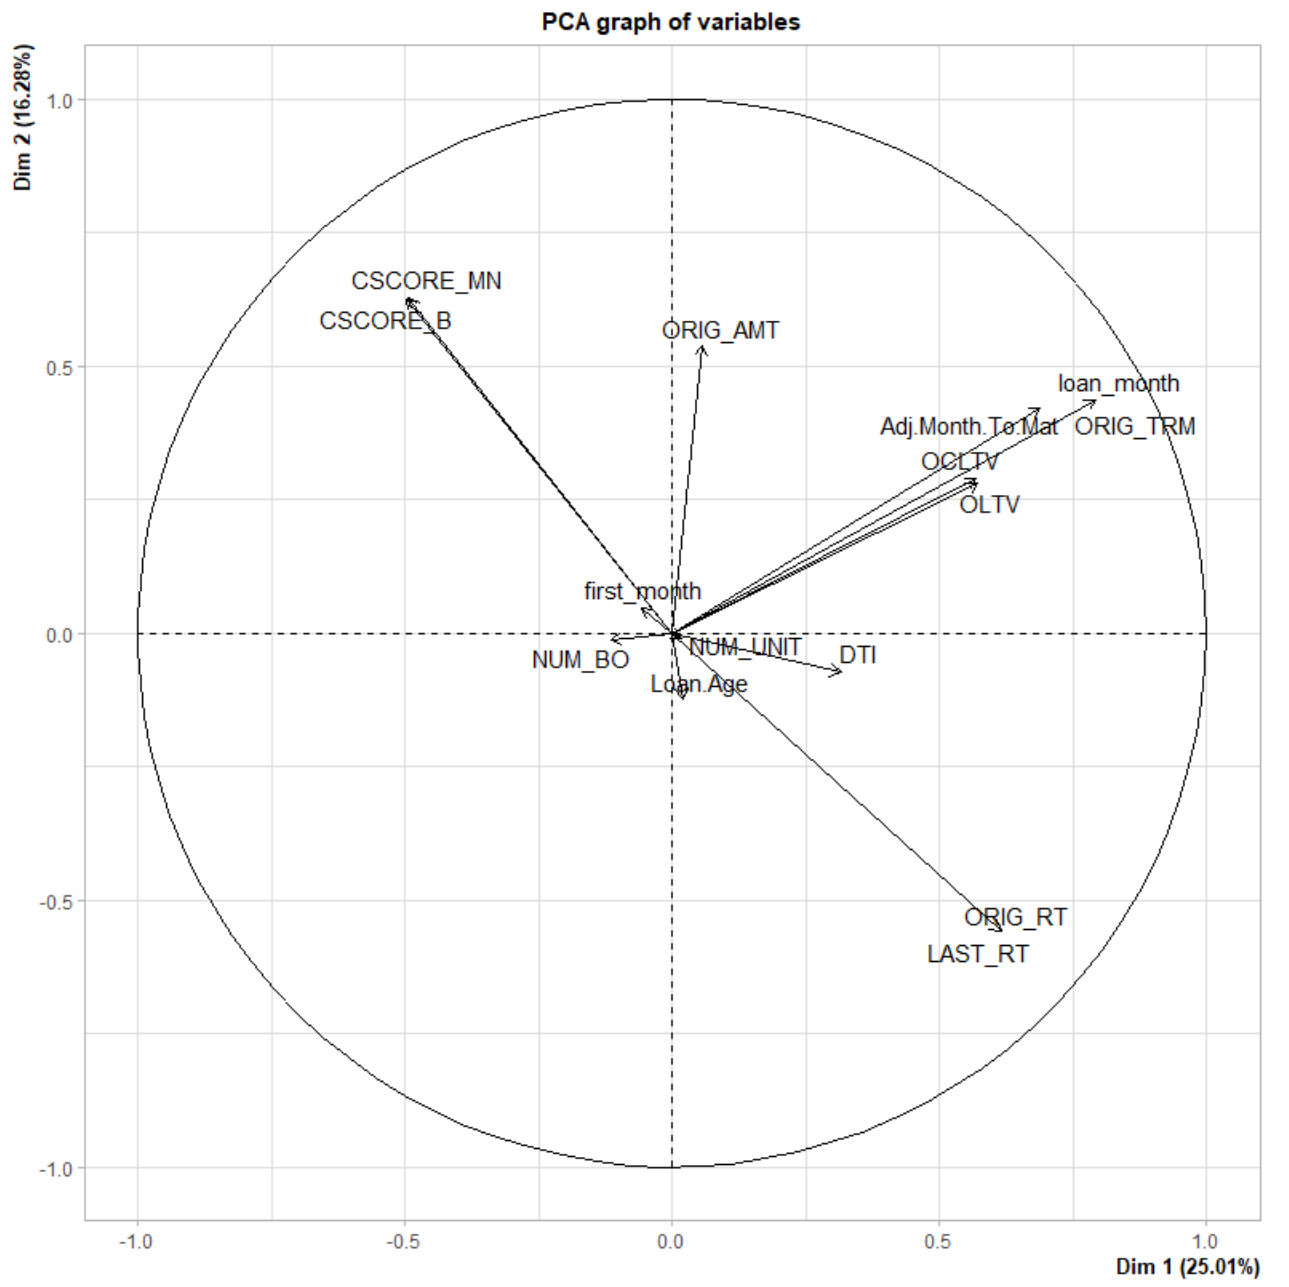 PCA graph of variables
Dim 2 (16.28%)
1.0
0.5
0.0
-0.5
-1.0
CSCORE_MN
CSCORE_B
ORIG_AMT
loan_month
Adj.Month.To.Mat
ORIG_TRM
OCLTV
OLTV
first_month
NUM_UNIT
NUM_BO
DTI
Loan.Age
ORIG_RT
LAST_RT
-1.0
-0.5
0.0
0.5
1.0
Dim 1 (25.01%)